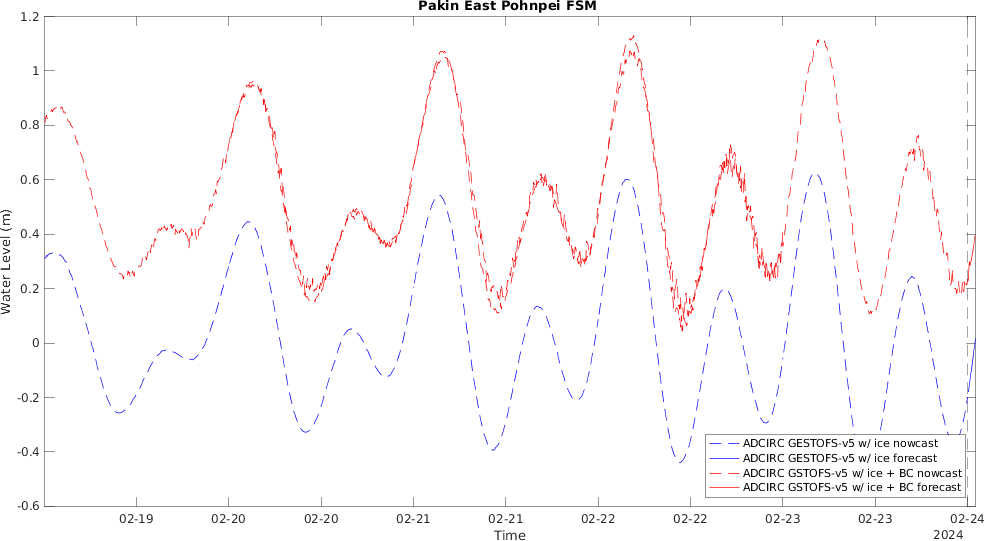 Pakin East Pohnpei FSM
1.2
1
0.8
0.6
0.4
0.2
0
-0.2
-0.4
-0.6
Water Level (m)
ADCIRC GESTOFS-v5 w/ ice nowcast
ADCIRC GESTOFS-v5 w/ ice forecast
ADCIRC GSTOFS-v5 w/ ice + BC nowcast
ADCIRC GSTOFS-v5 w/ ice + BC forecast
02-19 02-20 02-20 02-21 02-21 02-22 02-22 02-23 02-23 02-24
Time
2024